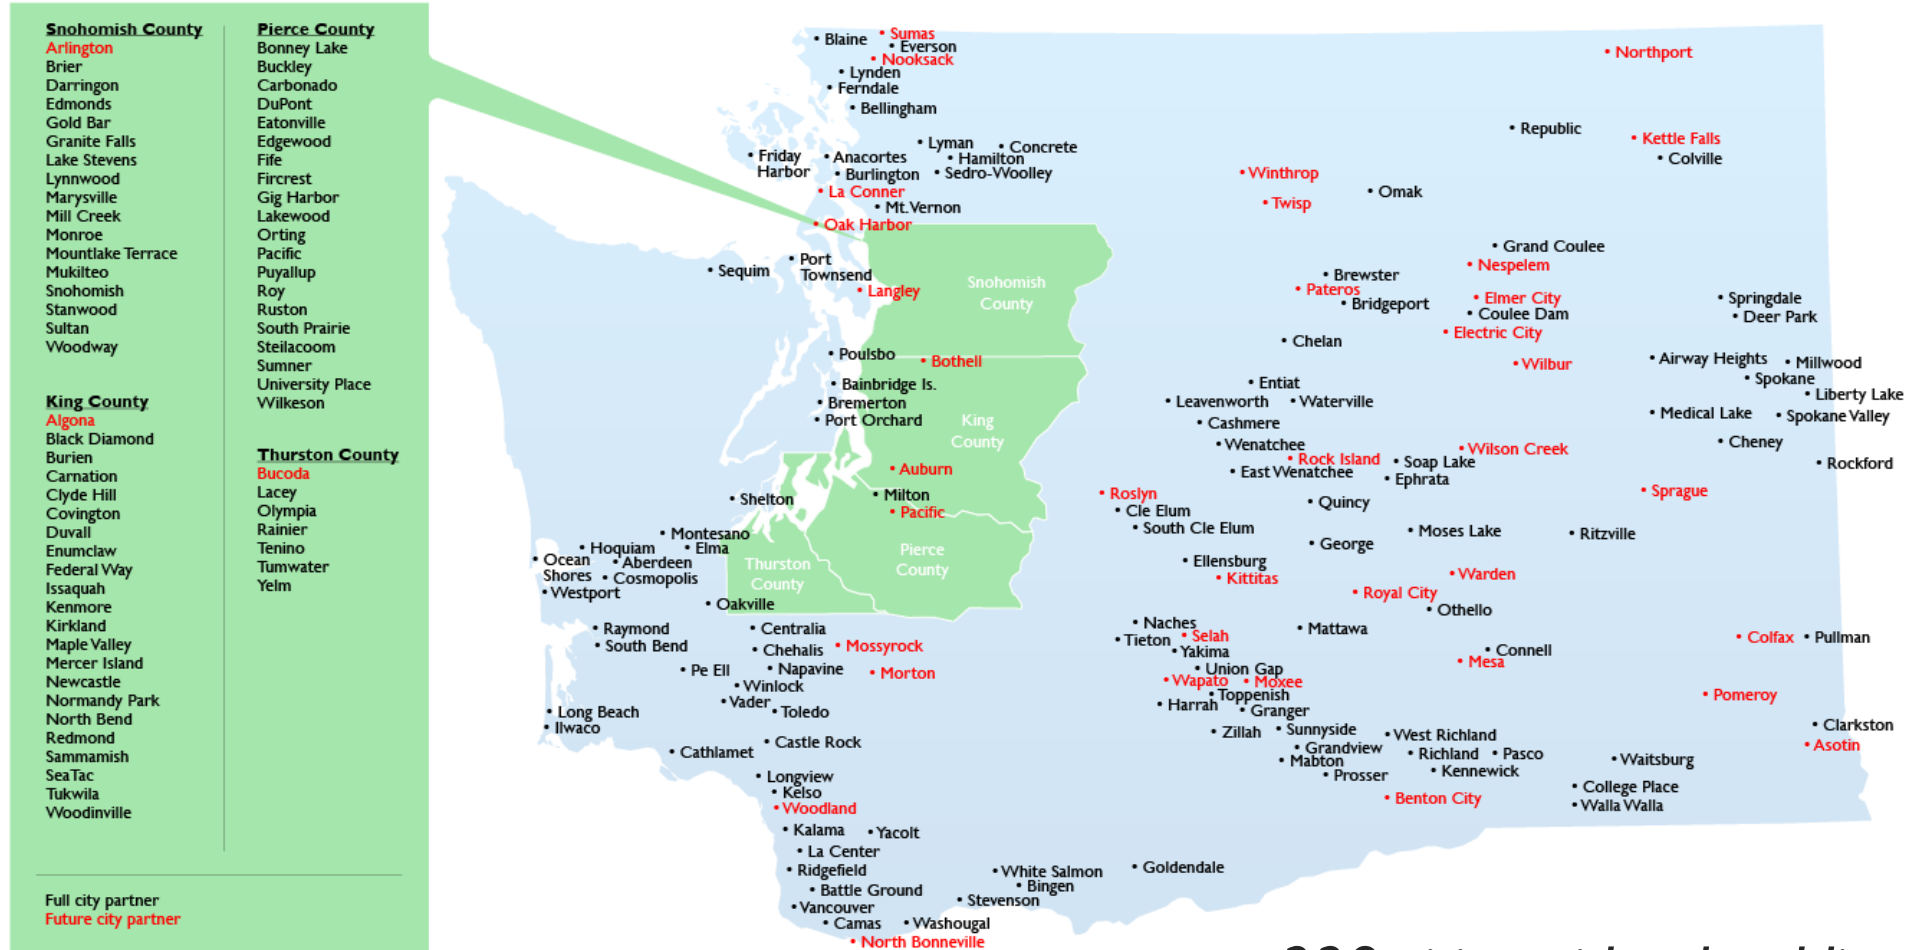 Snohomish County
Arlington
Brier
Darrington
Edmonds
Gold Bar
Granite Falls
Lake Stevens
Lynnwood
Marysville
Mill Creek
Monroe
Mountlake Terrace
Mukilteo
Snohomish
Stanwood
Sultan
Woodway
King County
Algona
Black Diamond
Burien
Carnation
Clyde Hill
Covington
Duvall
Enumclaw
Federal Way
Issaquah
Kenmore
Kirkland
Maple Valley
Mercer Island
Newcastle
Normandy Park
North Bend
Redmond
Sammamish
SeaTac
Tukwila
Woodinville
Pierce County
Bonney Lake
Buckley
Carbonado
DuPont
Eatonville
Edgewood
Fife
Fircrest
Gig Harbor
Lakewood
Orting
Pacific
Puyallup
Roy
Ruston
South Prairie
Steilacoom
Sumner
University Place
Wilkeson
Thurston County
Bucoda
Lacey
Olympia
Rainier
Tenino
Tumwater
Yelm
Full city partner
Future city partner
Blaine
Sumas
Everson
Nooksack
Lynden
Ferndale
Bellingham
Lyman
Concrete
Friday
Harbor
Anacortes
Hamilton
Burlington
Sedro-Woolley
La Conner
Mt. Vernon
Oak Harbor
Sequim
Port
Townsend
Langley
Snohomish
County
Poulsbo
Bothell
Bainbridge Is.
Bremerton
Port Orchard
King
County
Auburn
Shelton
Milton
Pacific
Montesano
Hoquiam
Elma
Ocean
Shores
Aberdeen
Cosmopolis
Westport
Thurston
County
Pierce
County
Oakville
Raymond
South Bend
Centralia
Chehalis
Mossyrock
Pe Ell
Napavine
Morton
Winlock
Vader
Toledo
Long Beach
Ilwaco
Castle Rock
Cathlamet
Longview
Kelso
Woodland
Kalama
Yacolt
La Center
Ridgefield
Battle Ground
Vancouver
Camas
Washougal
North Bonneville
Stevenson
White Salmon
Bingen
Goldendale
Northport
Republic
Kettle Falls
Colville
Winthrop
Omak
Twisp
Grand Coulee
Nespelem
Brewster
Pateros
Bridgeport
Elmer City
Coulee Dam
Electric City
Springdale
Deer Park
Chelan
Wilbur
Airway Heights
Millwood
Spokane
Liberty Lake
Entiat
Leavenworth
Waterville
Medical Lake
Spokane Valley
Cashmere
Wenatchee
Rock Island
East Wenatchee
Soap Lake
Wilson Creek
Ephrata
Cheney
Rockford
Roslyn
Cle Elum
South Cle Elum
Quincy
Sprague
George
Moses Lake
Ritzville
Ellensburg
Kittitas
Warden
Royal City
Othello
Naches
Tieton
Selah
Yakima
Mattawa
Union Gap
Wapato
Moxee
Connell
Mesa
Colfax
Pullman
Toppenish
Harrah
Granger
Pomeroy
Zillah
Sunnyside
Grandview
Mabton
Prosser
West Richland
Richland
Pasco
Kennewick
Benton City
Waitsburg
College Place
Walla Walla
Clarkston
Asotin